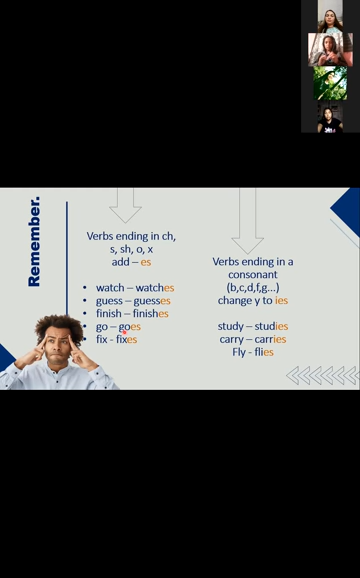 Remember.
Verbs ending in ch,
s, sh, o, x
add – es
• watch – watches
• guess – guesses
• finish – finishes
• go – goes
• fix - fixes
Verbs ending in a
consonant
(b,c,d,f,g...)
change y to ies
study – studies
carry – carries
Fly - flies